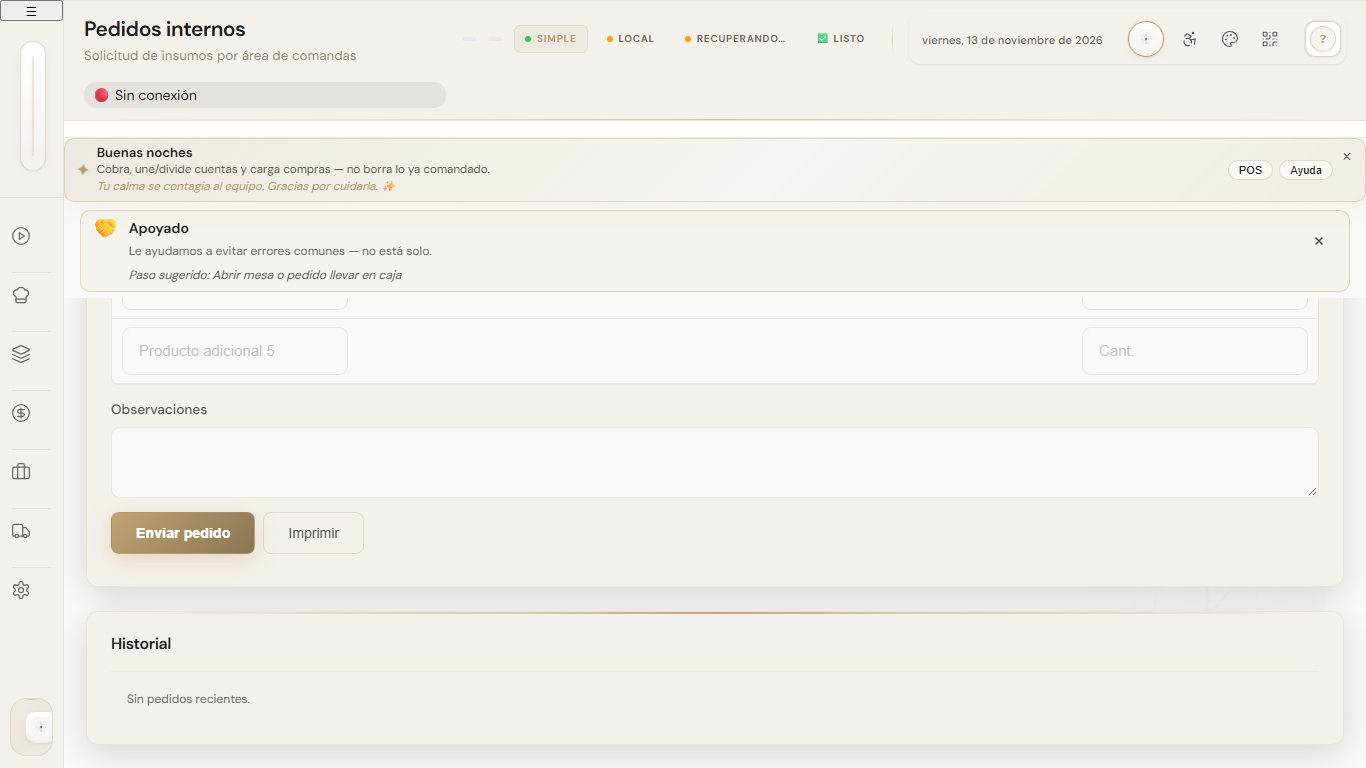 ☰
Pedidos internos
Solicitud de insumos por área de comandas
SIMPLE
LOCAL
RECUPERANDO…
✅ LISTO
viernes, 13 de noviembre de 2026
?
Sin conexión
Buenas noches
Cobra, une/divide cuentas y carga compras — no borra lo ya comandado.
Tu calma se contagia al equipo. Gracias por cuidarla. ✨
POS
Ayuda
×
Apoyado
Le ayudamos a evitar errores comunes — no está solo.
Paso sugerido: Abrir mesa o pedido llevar en caja
×
Producto adicional 5
Cant.
Observaciones
Enviar pedido
Imprimir
Historial
Sin pedidos recientes.